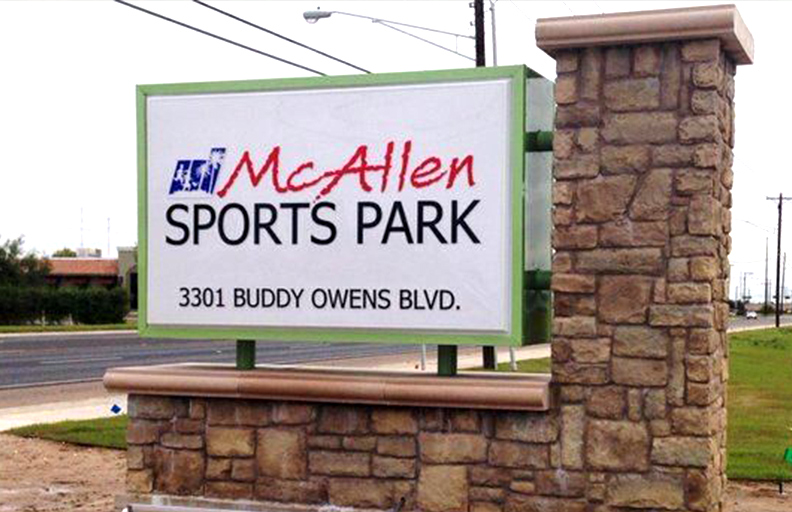 McAllen
SPORTS PARK
3301 BUDDY OWENS BLVD.